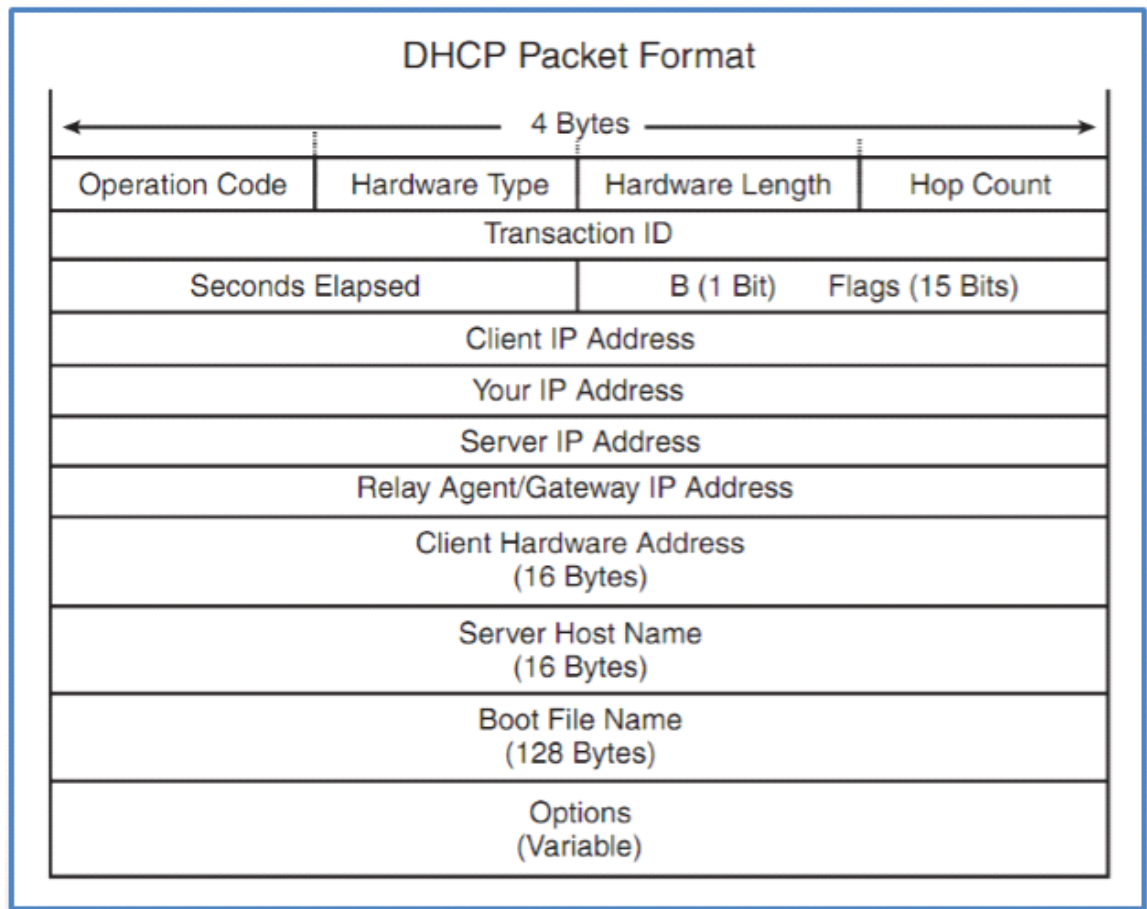 DHCP Packet Format
4 Bytes
Operation Code Hardware Type Hardware Length Hop Count
Transaction ID
Seconds Elapsed B (1 Bit) Flags (15 Bits)
Client IP Address
Your IP Address
Server IP Address
Relay Agent/Gateway IP Address
Client Hardware Address
(16 Bytes)
Server Host Name
(16 Bytes)
Boot File Name
(128 Bytes)
Options
(Variable)